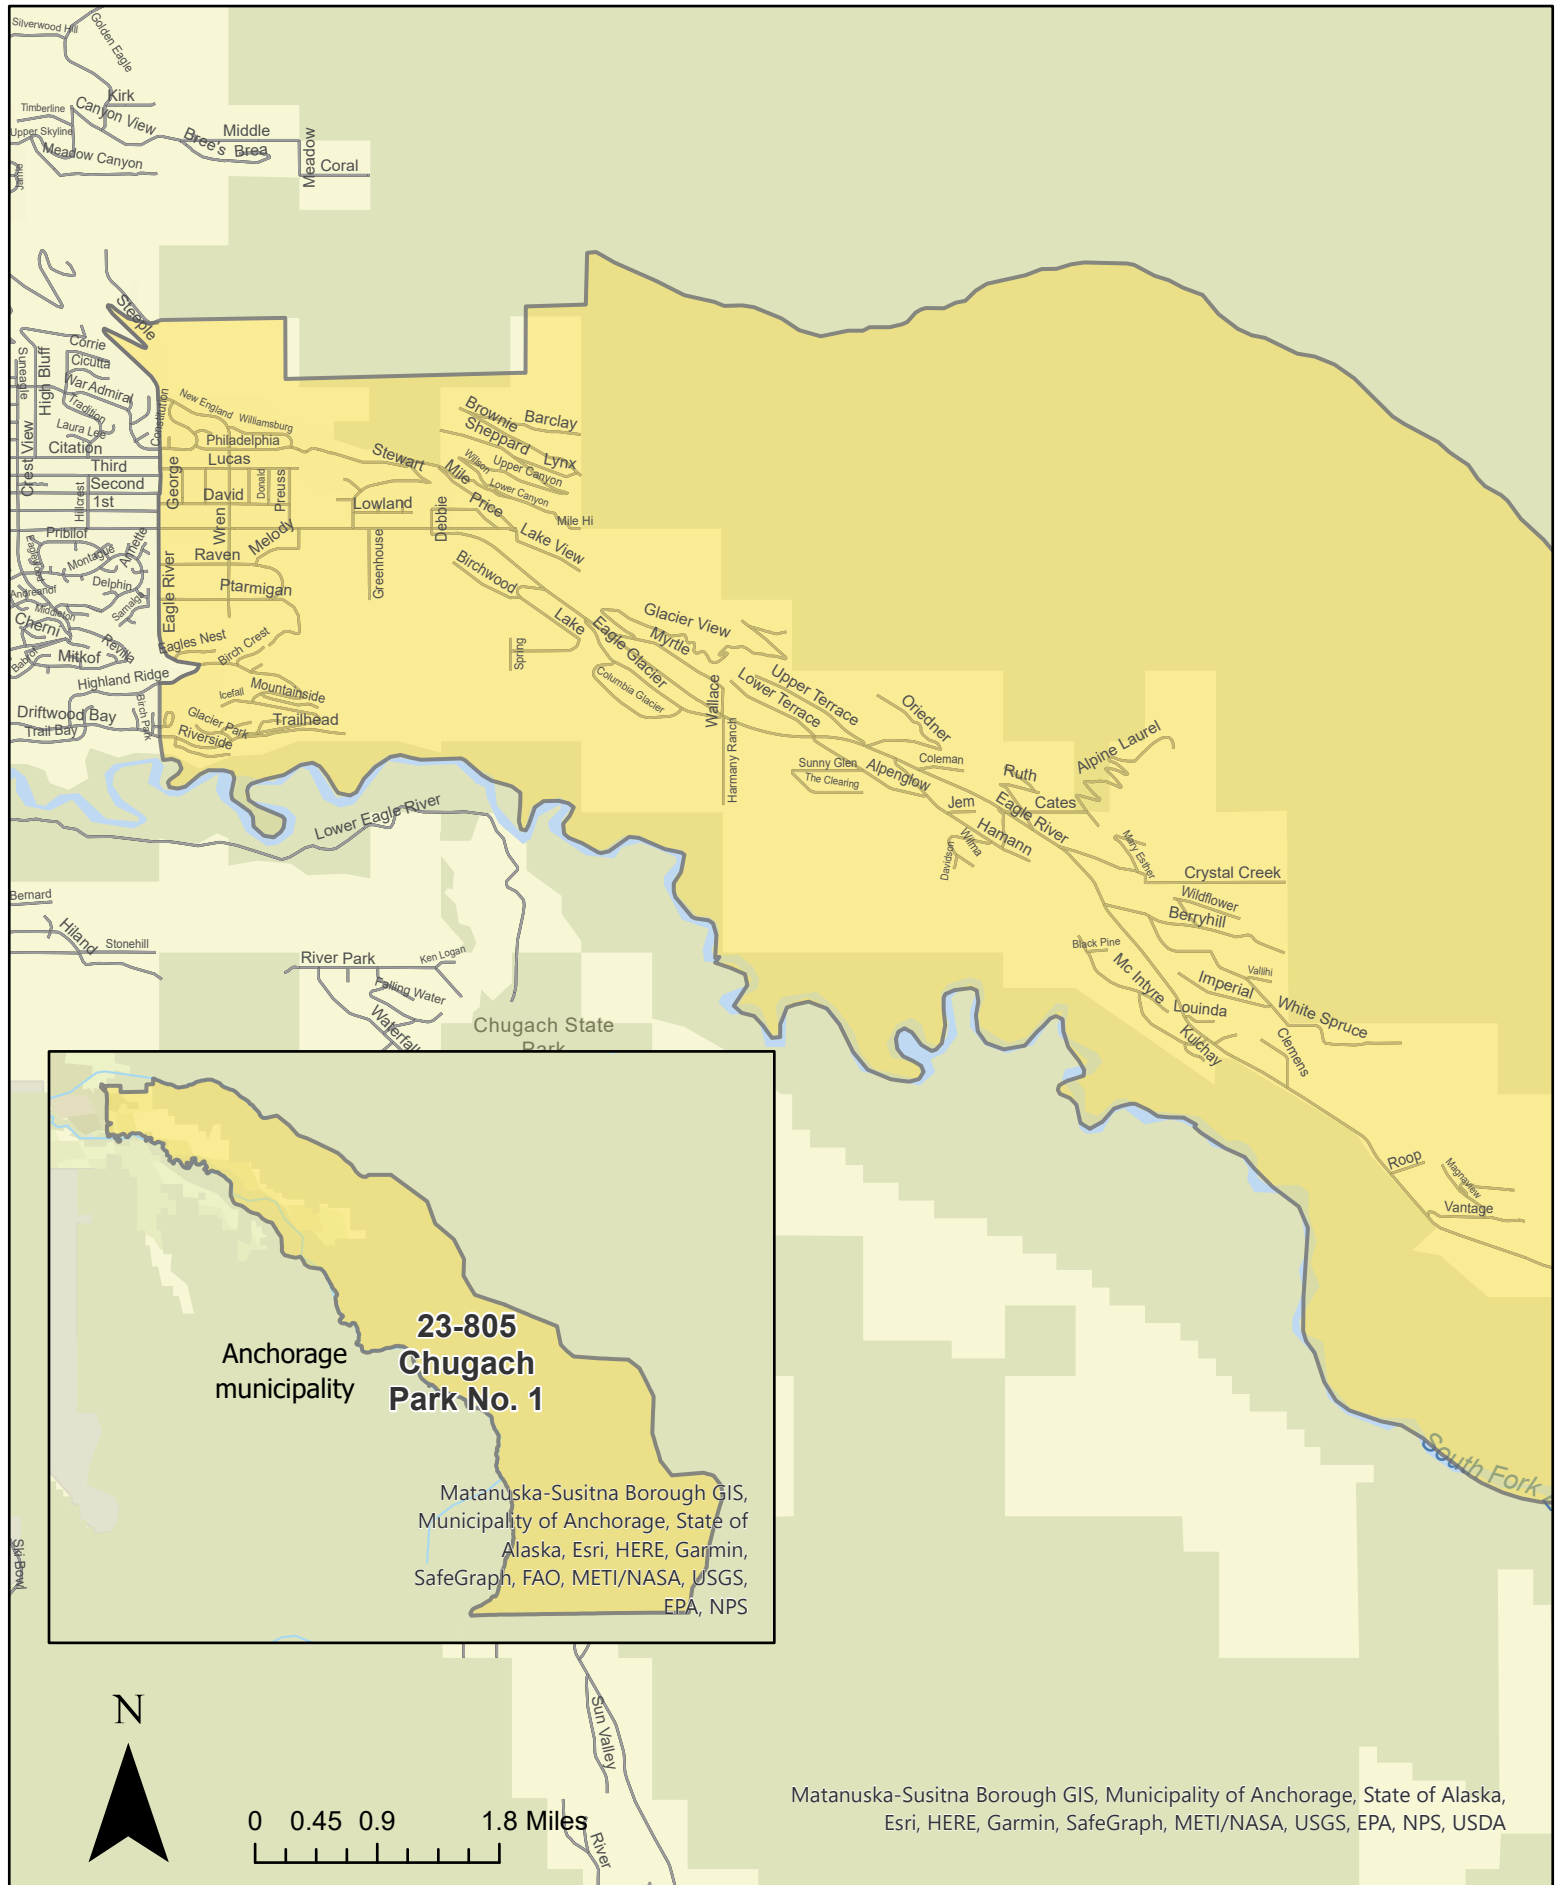 Silverwood Hill
Golden Eagle
Kirk
Timberline
Canyon View
Upper Skyline
Bree's
Middle
Brea
Meadow
Coral
Meadow Canyon
Jamie
Steeple
Corrie
Cicutta
Suneagle
High Bluff
War Admiral
Tradition
Laura Lee
Citation
Crest View
Third
Second
1st
Hillcrest
Constitution
New England
Williamsburg
Philadelphia
Lucas
George
David
Donald
Preuss
Wren
Melody
Stewart
Lowland
Brownie
Barclay
Sheppard
Lynx
Willson
Upper Canyon
Lower Canyon
Mile
Price
Mile Hi
Debbie
Lake View
Greenhouse
Pribilof
Montague
Annette
Delphin
Andreanof
Middleton
Samalga
Cherni
Revilla
Mitkof
Babrof
Highland Ridge
Driftwood Bay
Trail Bay
Birch Park
Eagle River
Raven
Ptarmigan
Eagles Nest
Birch Crest
Icefall
Mountainside
Glacier Park
Trailhead
Riverside
Birchwood
Lake
Spring
Eagle Glacier
Columbia Glacier
Glacier View
Myrtle
Wallace
Harmany Ranch
Lower Terrace
Upper Terrace
Oriedner
Coleman
Sunny Glen
The Clearing
Alpenglow
Jem
Ruth
Cates
Alpine Laurel
Eagle River
Hamann
Wilma
Davidson
Mary Esther
Crystal Creek
Wildflower
Berryhill
Black Pine
Mc Intyre
Vallihi
Imperial
White Spruce
Louinda
Kulchay
Clemens
Roop
Magnaview
Vantage
Lower Eagle River
Bernard
Hiland
Stonehill
River Park
Ken Logan
Falling Water
Waterfall
Chugach State
Park
South Fork
Ski Bowl
Anchorage
municipality
23-805
Chugach
Park No. 1
Matanuska-Susitna Borough GIS,
Municipality of Anchorage, State of
Alaska, Esri, HERE, Garmin,
SafeGraph, FAO, METI/NASA, USGS,
EPA, NPS
Sun Valley
River
N
0 0.45 0.9 1.8 Miles
Matanuska-Susitna Borough GIS, Municipality of Anchorage, State of Alaska,
Esri, HERE, Garmin, SafeGraph, METI/NASA, USGS, EPA, NPS, USDA